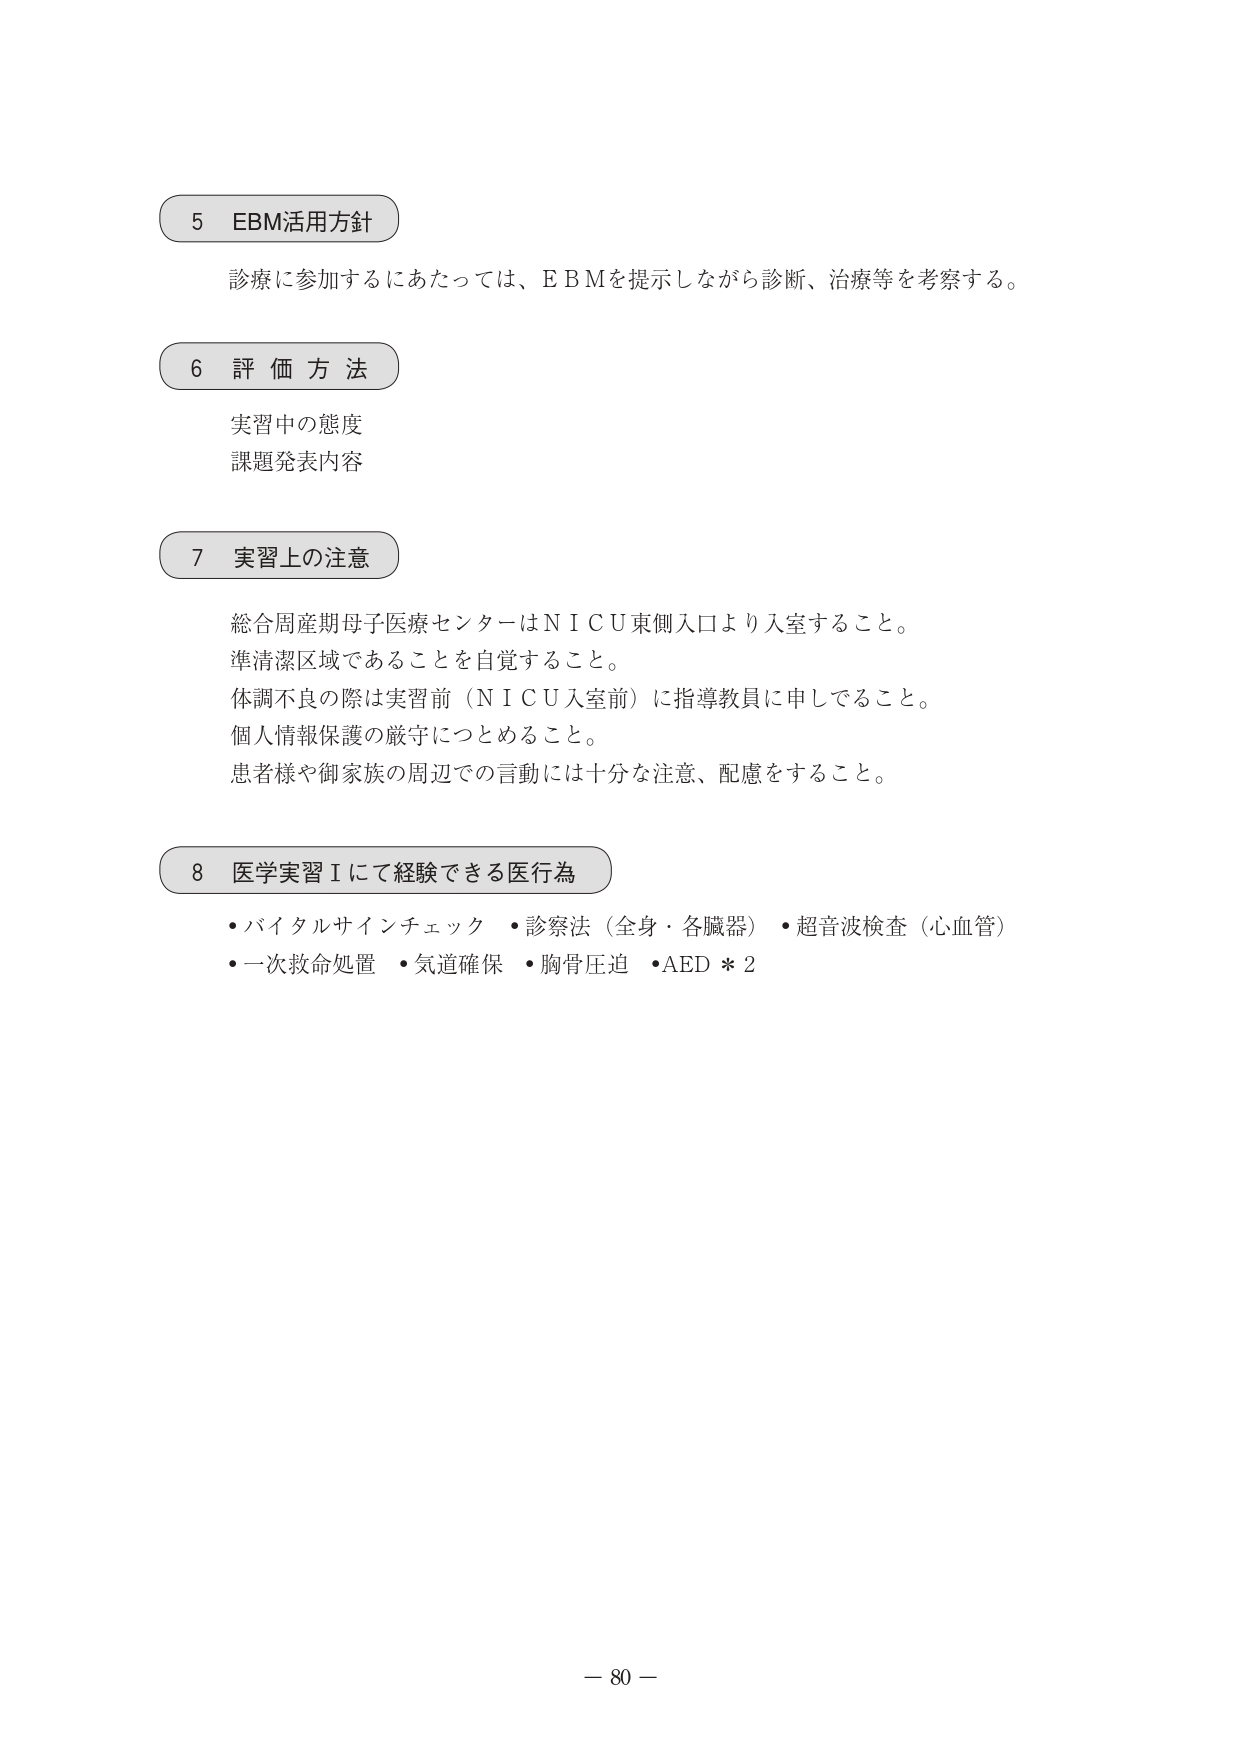 5　EBM活用方針
診療に参加するにあたっては、ＥＢＭを提示しながら診断、治療等を考察する。
6　評 価 方 法
実習中の態度
課題発表内容
7　実習上の注意
総合周産期母子医療センターはＮＩＣＵ東側入口より入室すること。
準清潔区域であることを自覚すること。
体調不良の際は実習前（ＮＩＣＵ入室前）に指導教員に申しでること。
個人情報保護の厳守につとめること。
患者様や御家族の周辺での言動には十分な注意、配慮をすること。
8　医学実習Ⅰにて経験できる医行為
•バイタルサインチェック　•診察法（全身・各臓器）　•超音波検査（心血管）
•一次救命処置　•気道確保　•胸骨圧迫　•AED＊2
― 80 ―